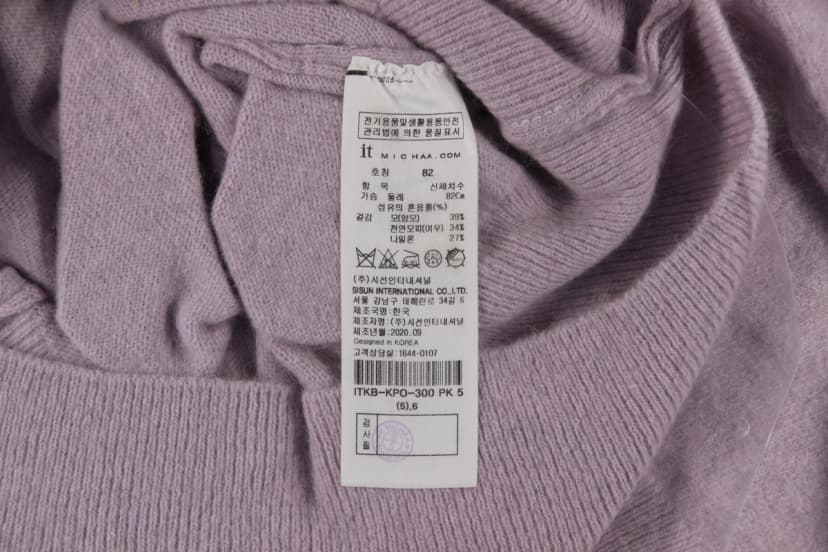 전기용품및생활용품안전
관리법에 의한 품질표시
it MICHAA.COM
호칭 82
항 목 신체치수
가슴 둘레 82Cm
섬유의 혼용률(%)
겉감 모(양모) 39%
천연모피(여우) 34%
나일론 27%
(주)시선인터내셔널
SISUN INTERNATIONAL CO.,LTD.
서울 강남구 테헤란로 34길 6
제조국명:한국
제조자명:(주)시선인터내셔널
제조년월:2020.09
Designed in KOREA
고객상담실:1644-0107
ITKB-KPO-300 PK 5
(5),6
검사필